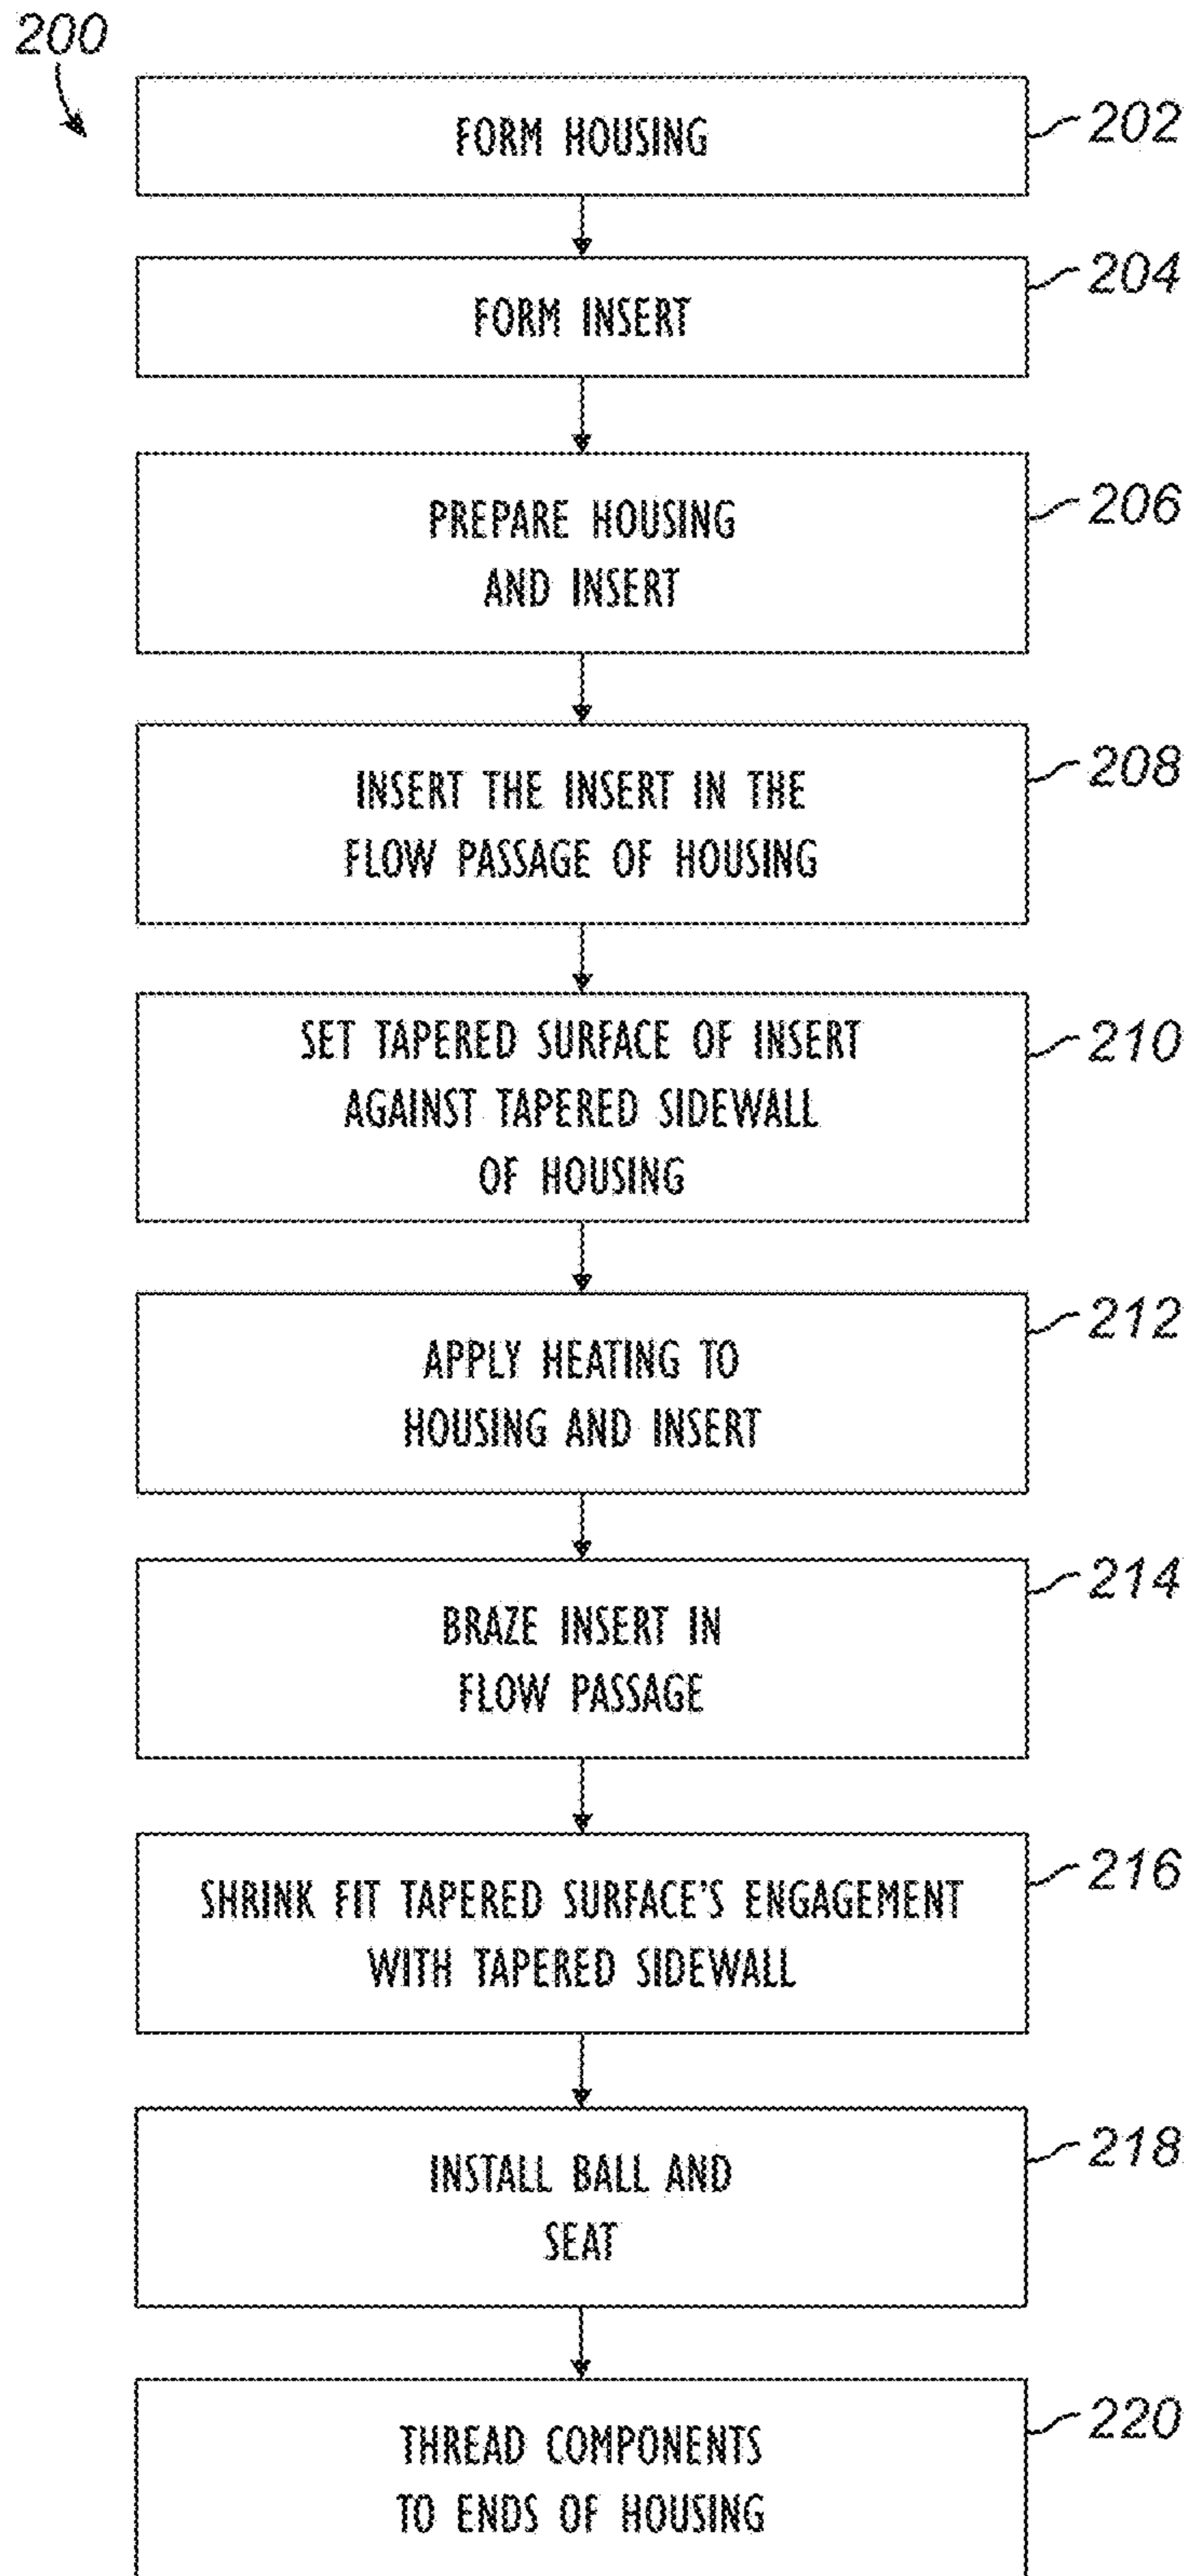 200
FORM HOUSING
202
FORM INSERT
204
PREPARE HOUSING
AND INSERT
206
INSERT THE INSERT IN THE
FLOW PASSAGE OF HOUSING
208
SET TAPERED SURFACE OF INSERT
AGAINST TAPERED SIDEWALL
OF HOUSING
210
APPLY HEATING TO
HOUSING AND INSERT
212
BRAZE INSERT IN
FLOW PASSAGE
214
SHRINK FIT TAPERED SURFACE'S ENGAGEMENT
WITH TAPERED SIDEWALL
216
INSTALL BALL AND
SEAT
218
THREAD COMPONENTS
TO ENDS OF HOUSING
220